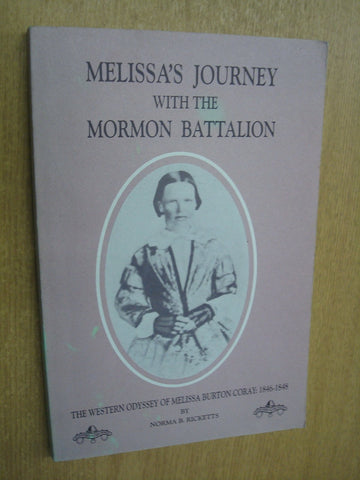 MELISSA'S JOURNEY
WITH THE
MORMON BATTALION
THE WESTERN ODYSSEY OF MELISSA BURTON CORAY: 1846-1848
BY
NORMA B. RICKETTS